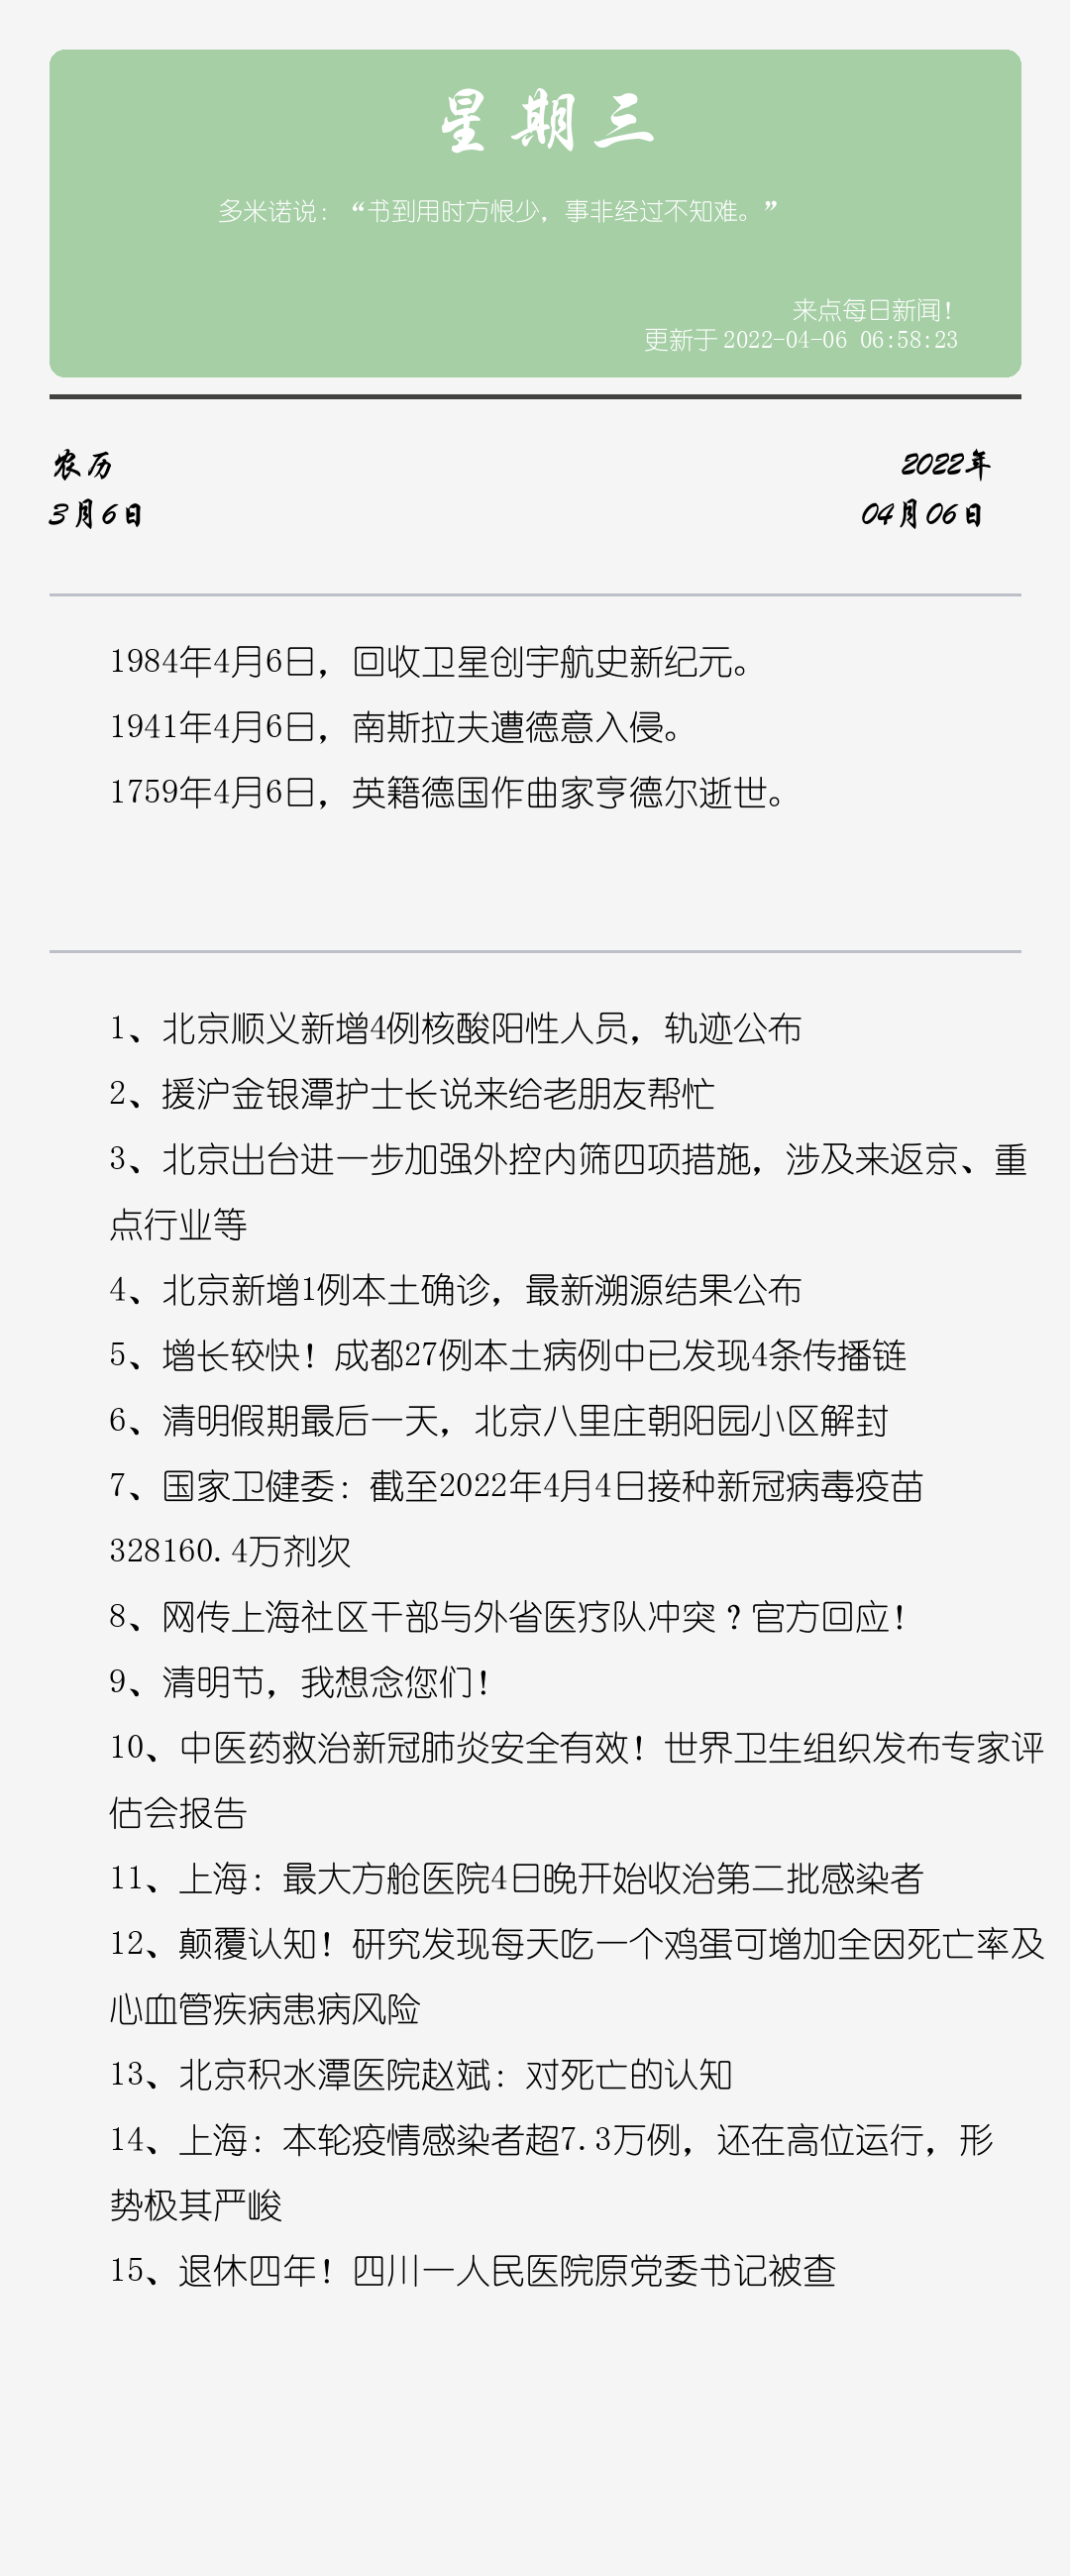 星期三
多米诺说：“书到用时方恨少，事非经过不知难。”
来点每日新闻！
更新于 2022-04-06 06:58:23
农历
2022年
3月6日
04月06日
1984年4月6日，回收卫星创宇航史新纪元。
1941年4月6日，南斯拉夫遭德意入侵。
1759年4月6日，英籍德国作曲家亨德尔逝世。
1、北京顺义新增4例核酸阳性人员，轨迹公布
2、援沪金银潭护士长说来给老朋友帮忙
3、北京出台进一步加强外控内筛四项措施，涉及来返京、重
点行业等
4、北京新增1例本土确诊，最新溯源结果公布
5、增长较快！成都27例本土病例中已发现4条传播链
6、清明假期最后一天，北京八里庄朝阳园小区解封
7、国家卫健委：截至2022年4月4日接种新冠病毒疫苗
328160.4万剂次
8、网传上海社区干部与外省医疗队冲突？官方回应！
9、清明节，我想念您们！
10、中医药救治新冠肺炎安全有效！世界卫生组织发布专家评
估会报告
11、上海：最大方舱医院4日晚开始收治第二批感染者
12、颠覆认知！研究发现每天吃一个鸡蛋可增加全因死亡率及
心血管疾病患病风险
13、北京积水潭医院赵斌：对死亡的认知
14、上海：本轮疫情感染者超7.3万例，还在高位运行，形
势极其严峻
15、退休四年！四川一人民医院原党委书记被查